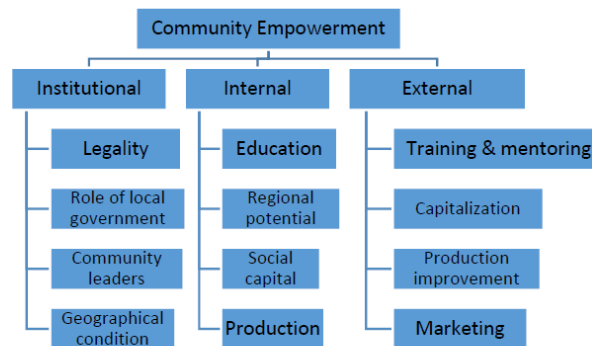 Community Empowerment
Institutional
Internal
External
Legality
Education
Training & mentoring
Role of local
government
Regional
potential
Capitalization
Community
leaders
Social
capital
Production
improvement
Geographical
condition
Production
Marketing